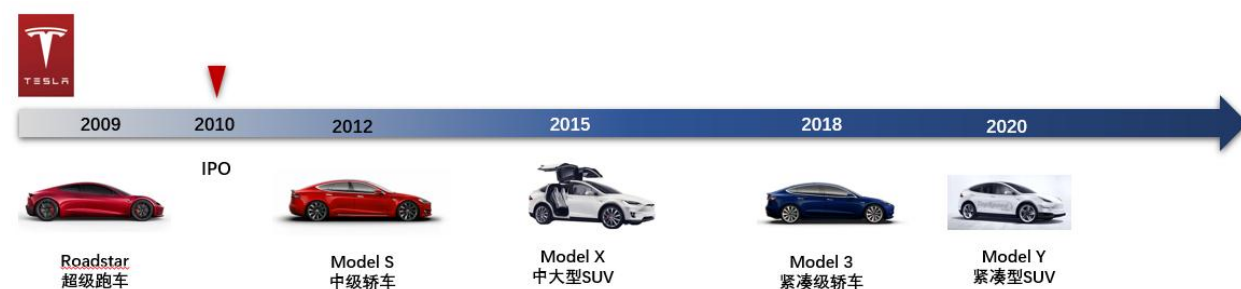 TESLA
2009
2010
2012
2015
2018
2020
IPO
Roadstar
超级跑车
Model S
中级轿车
Model X
中大型SUV
Model 3
紧凑级轿车
Model Y
紧凑型SUV